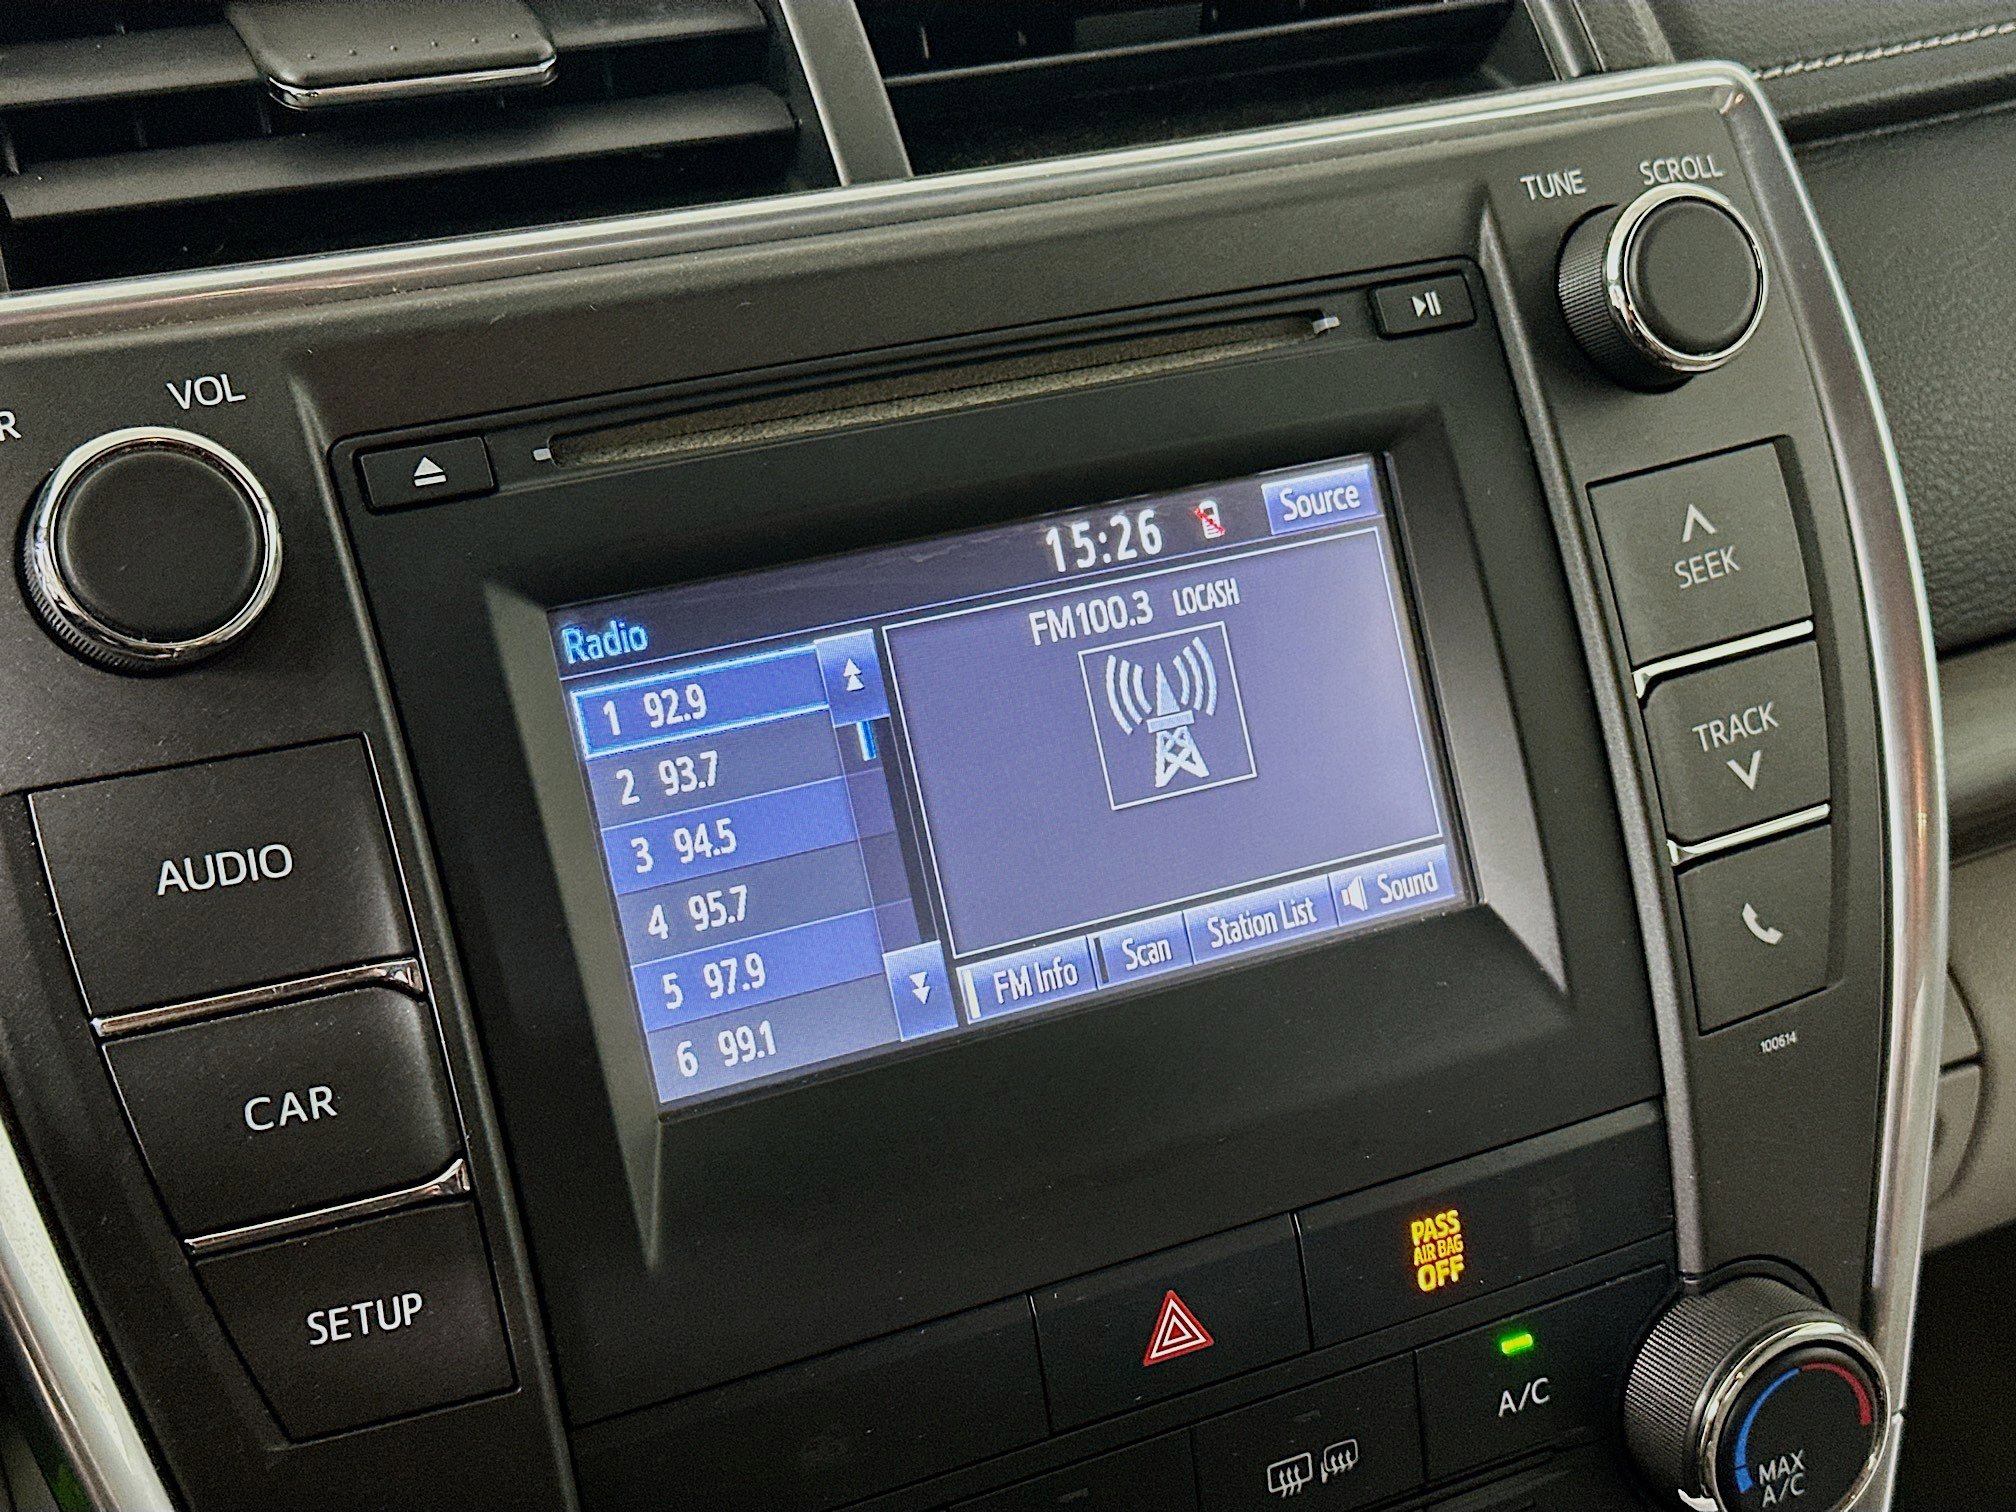 TUNE SCROLL
R VOL
15:26 Source
Radio
FM100.3 LOCASH
1 92.9
2 93.7
3 94.5
4 95.7
5 97.9
6 99.1
FM Info Scan Station List Sound
AUDIO
CAR
SETUP
SEEK
TRACK
100614
PASS
AIR BAG
OFF
A/C
MAX
A/C